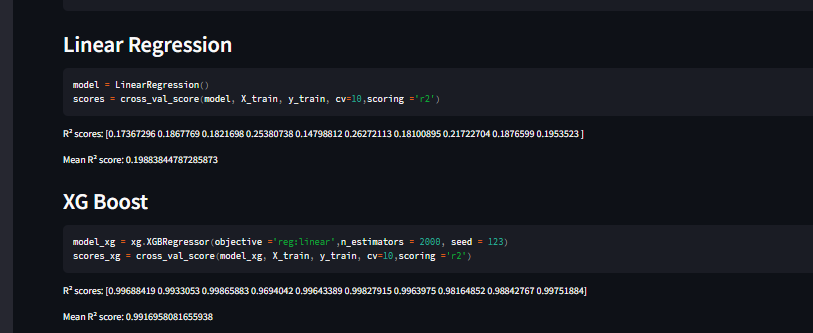 Linear Regression
model = LinearRegression()
scores = cross_val_score(model, X_train, y_train, cv=10,scoring ='r2')
R² scores: [0.17367296 0.1867769 0.1821698 0.25380738 0.14798812 0.26272113 0.18100895 0.21722704 0.1876599 0.1953523 ]
Mean R² score: 0.19883844787285873
XG Boost
model_xg = xg.XGBRegressor(objective ='reg:linear',n_estimators = 2000, seed = 123)
scores_xg = cross_val_score(model_xg, X_train, y_train, cv=10,scoring ='r2')
R² scores: [0.99688419 0.9933053 0.99865883 0.9694042 0.99643389 0.99827915 0.9963975 0.98164852 0.98842767 0.99751884]
Mean R² score: 0.9916958081655938